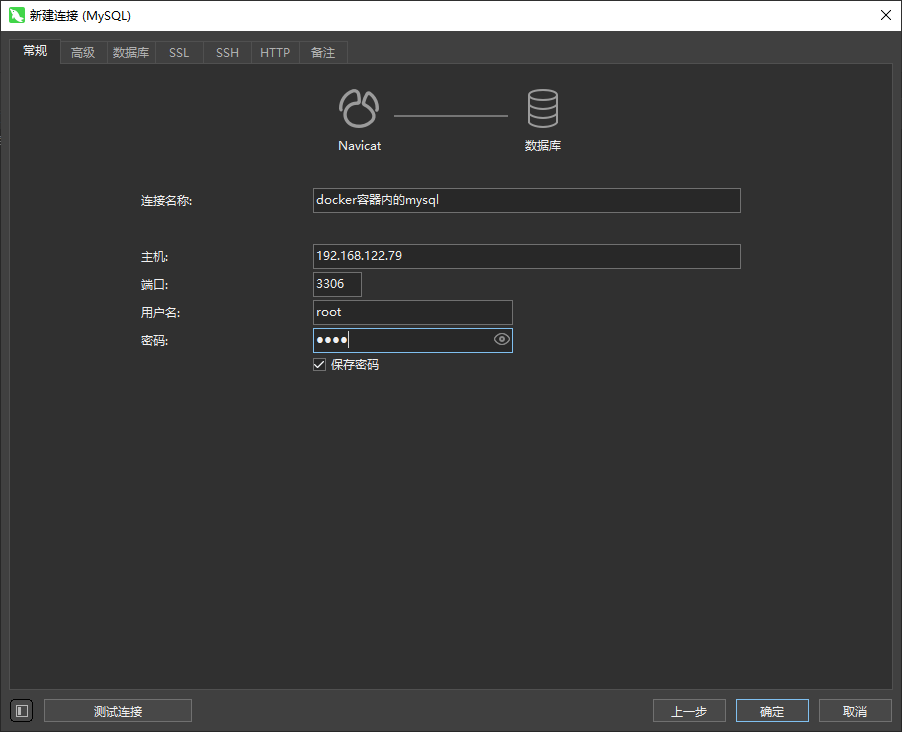 新建连接 (MySQL)
常规 高级 数据库 SSL SSH HTTP 备注
Navicat 数据库
连接名称: docker容器内的mysql
主机: 192.168.122.79
端口: 3306
用户名: root
密码: ●●●●
保存密码
测试连接 上一步 确定 取消